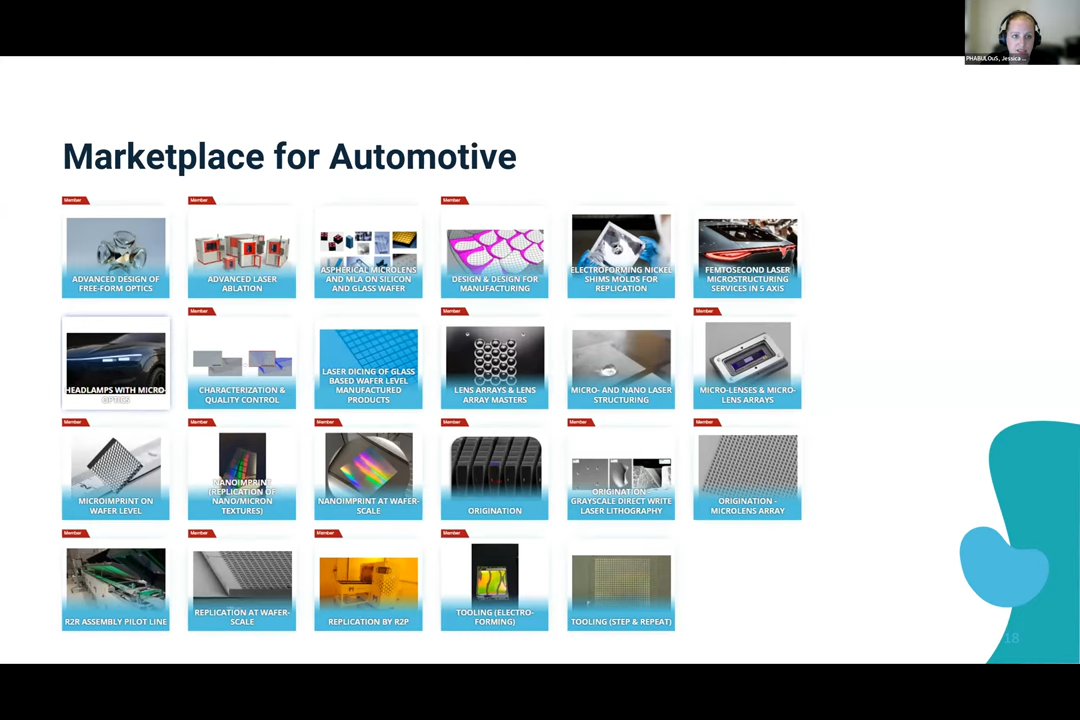 PHABULOuS, Jessica ...
Marketplace for Automotive
Member
Member
Member
ADVANCED DESIGN OF
FREE-FORM OPTICS
ADVANCED LASER
ABLATION
ASPHERICAL MICROLENS
AND MLA ON SILICON
AND GLASS WAFER
DESIGN & DESIGN FOR
MANUFACTURING
ELECTROFORMING NICKEL
SHIMS MOLDS FOR
REPLICATION
FEMTOSECOND LASER
MICROSTRUCTURING
SERVICES IN 5 AXIS
Member
Member
Member
HEADLAMPS WITH MICRO-
OPTICS
CHARACTERIZATION &
QUALITY CONTROL
LASER DICING OF GLASS
BASED WAFER LEVEL
MANUFACTURED
PRODUCTS
LENS ARRAYS & LENS
ARRAY MASTERS
MICRO- AND NANO LASER
STRUCTURING
MICRO-LENSES & MICRO-
LENS ARRAYS
Member
Member
Member
Member
Member
Member
MICROIMPRINT ON
WAFER LEVEL
NANOIMPRINT
(REPLICATION OF
NANO/MICRON
TEXTURES)
NANOIMPRINT AT WAFER-
SCALE
ORIGINATION
ORIGINATION
GRAYSCALE DIRECT WRITE
LASER LITHOGRAPHY
ORIGINATION -
MICROLENS ARRAY
Member
Member
Member
Member
R2R ASSEMBLY PILOT LINE
REPLICATION AT WAFER-
SCALE
REPLICATION BY R2P
TOOLING (ELECTRO-
FORMING)
TOOLING (STEP & REPEAT)
18